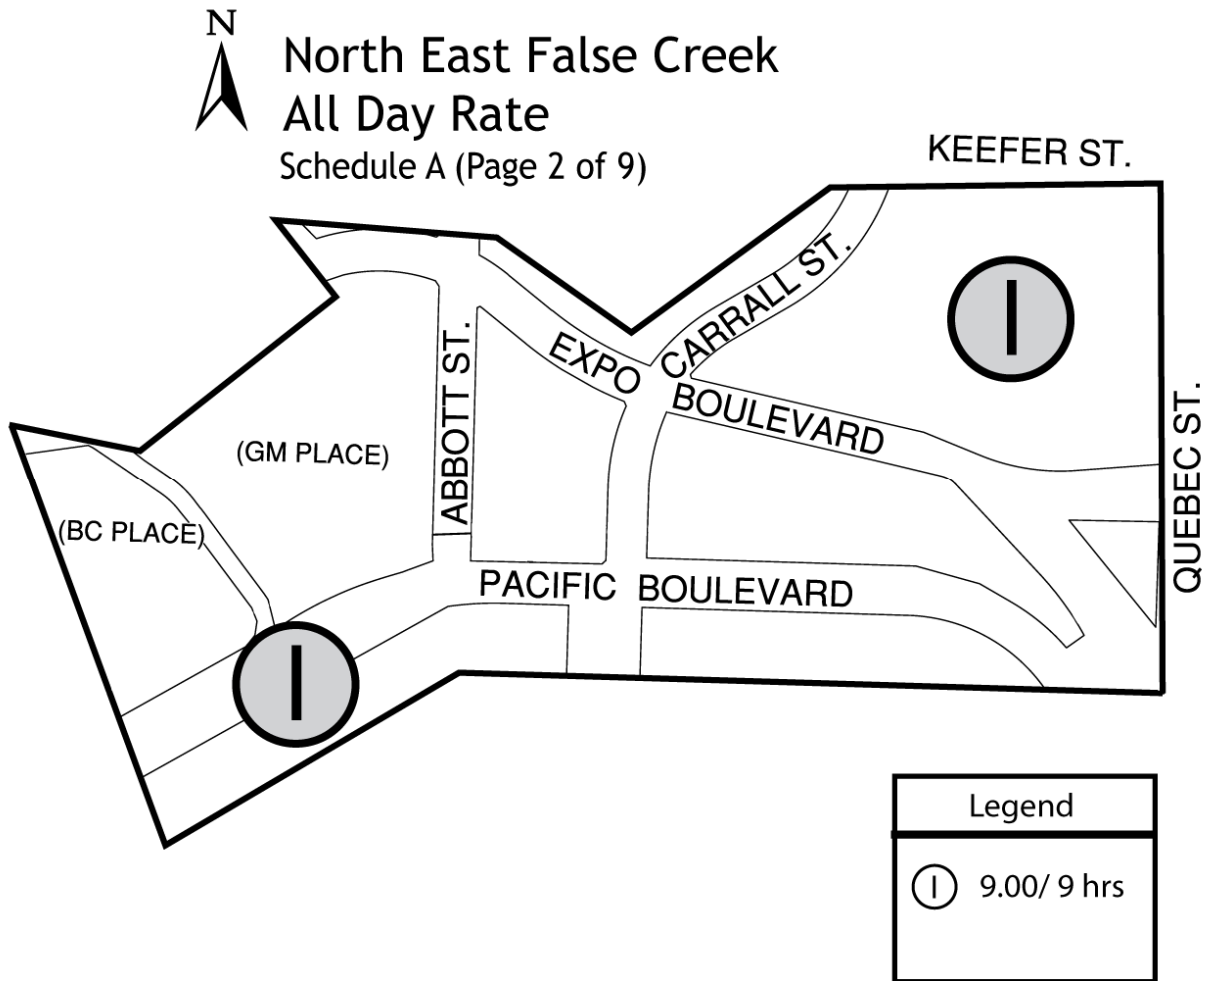 N
North East False Creek
All Day Rate
Schedule A (Page 2 of 9)
KEEFER ST.
CARRALL ST.
I
EXPO BOULEVARD
ABBOTT ST.
QUEBEC ST.
(GM PLACE)
(BC PLACE)
PACIFIC BOULEVARD
I
Legend
I 9.00/ 9 hrs